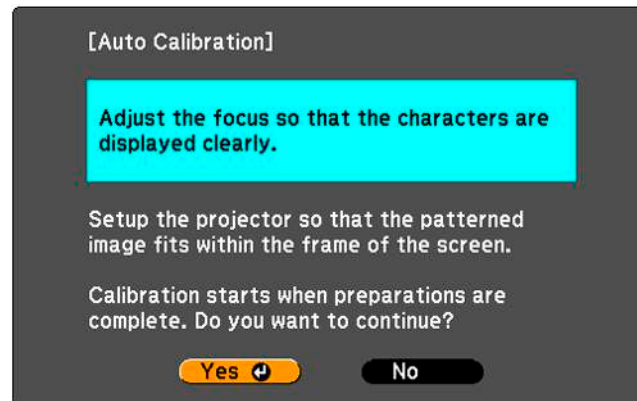 [Auto Calibration]
Adjust the focus so that the characters are
displayed clearly.
Setup the projector so that the patterned
image fits within the frame of the screen.
Calibration starts when preparations are
complete. Do you want to continue?
Yes No